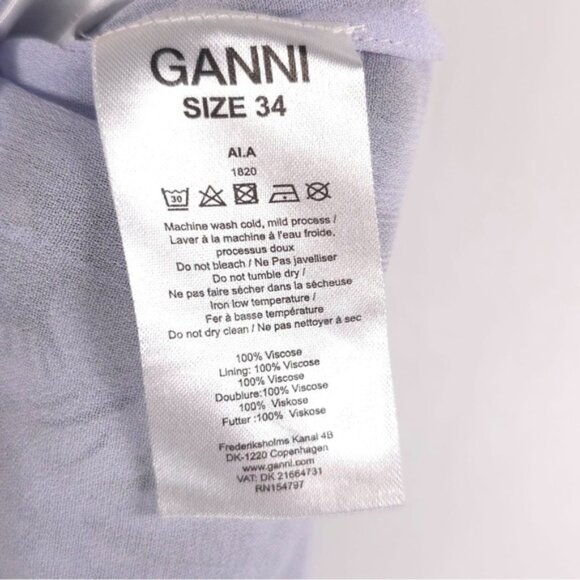 GANNI
SIZE 34
AI.A
1820
30
Machine wash cold, mild process /
Laver à la machine à l'eau froide,
processus doux
Do not bleach / Ne Pas javelliser
Do not tumble dry /
Ne pas faire sécher dans la sécheuse
Iron low temperature /
Fer à basse température
Do not dry clean / Ne pas nettoyer à sec
100% Viscose
Lining: 100% Viscose
100% Viscose
Doublure:100% Viscose
100% Viskose
Futter :100% Viskose
Frederiksholms Kanal 4B
DK-1220 Copenhagen
www.ganni.com
VAT: DK 21664731
RN154797